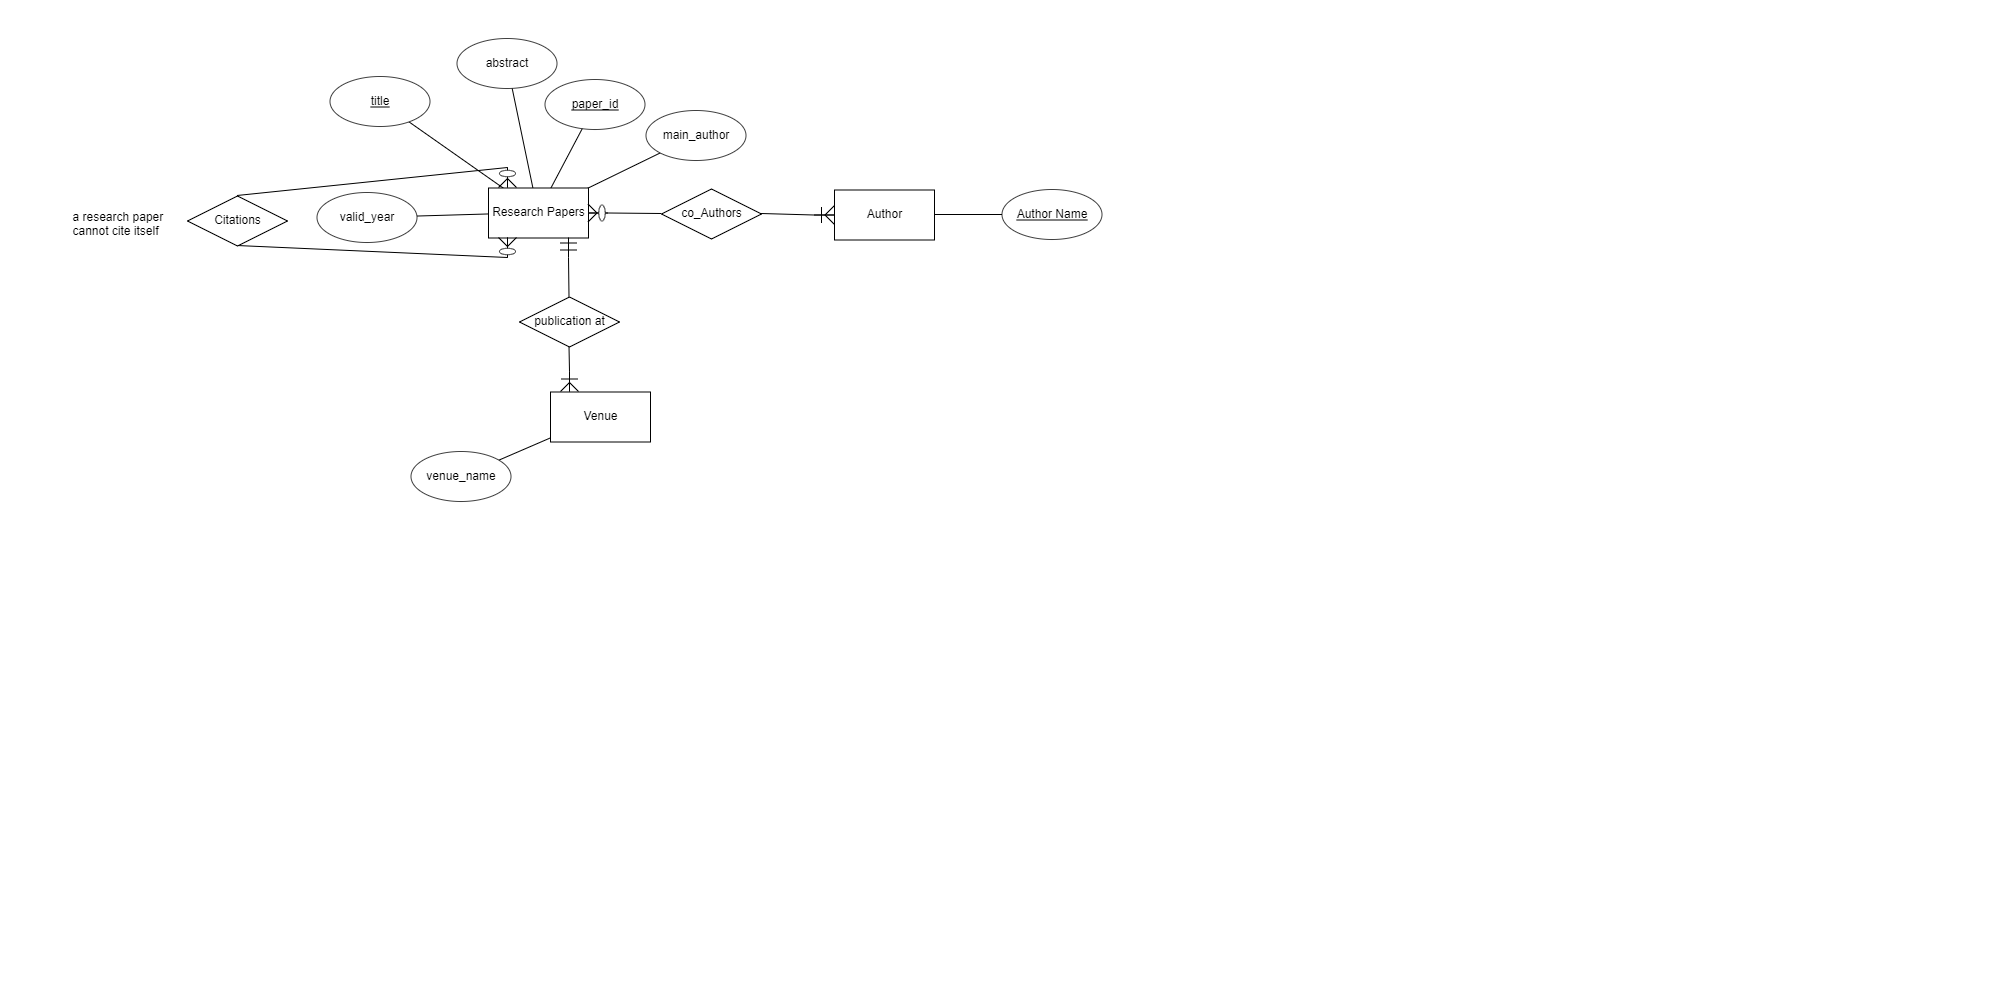 abstract
title
paper_id
main_author
a research paper
cannot cite itself
Citations
valid_year
Research Papers
co_Authors
Author
Author Name
publication at
Venue
venue_name